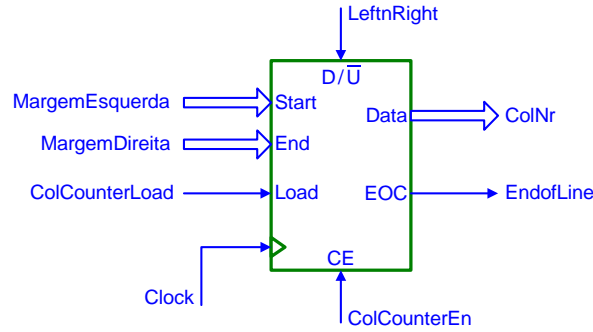 LeftnRight
D/U̅
MargemEsquerda
Start
Data
ColNr
MargemDireita
End
ColCounterLoad
Load
EOC
EndofLine
CE
Clock
ColCounterEn